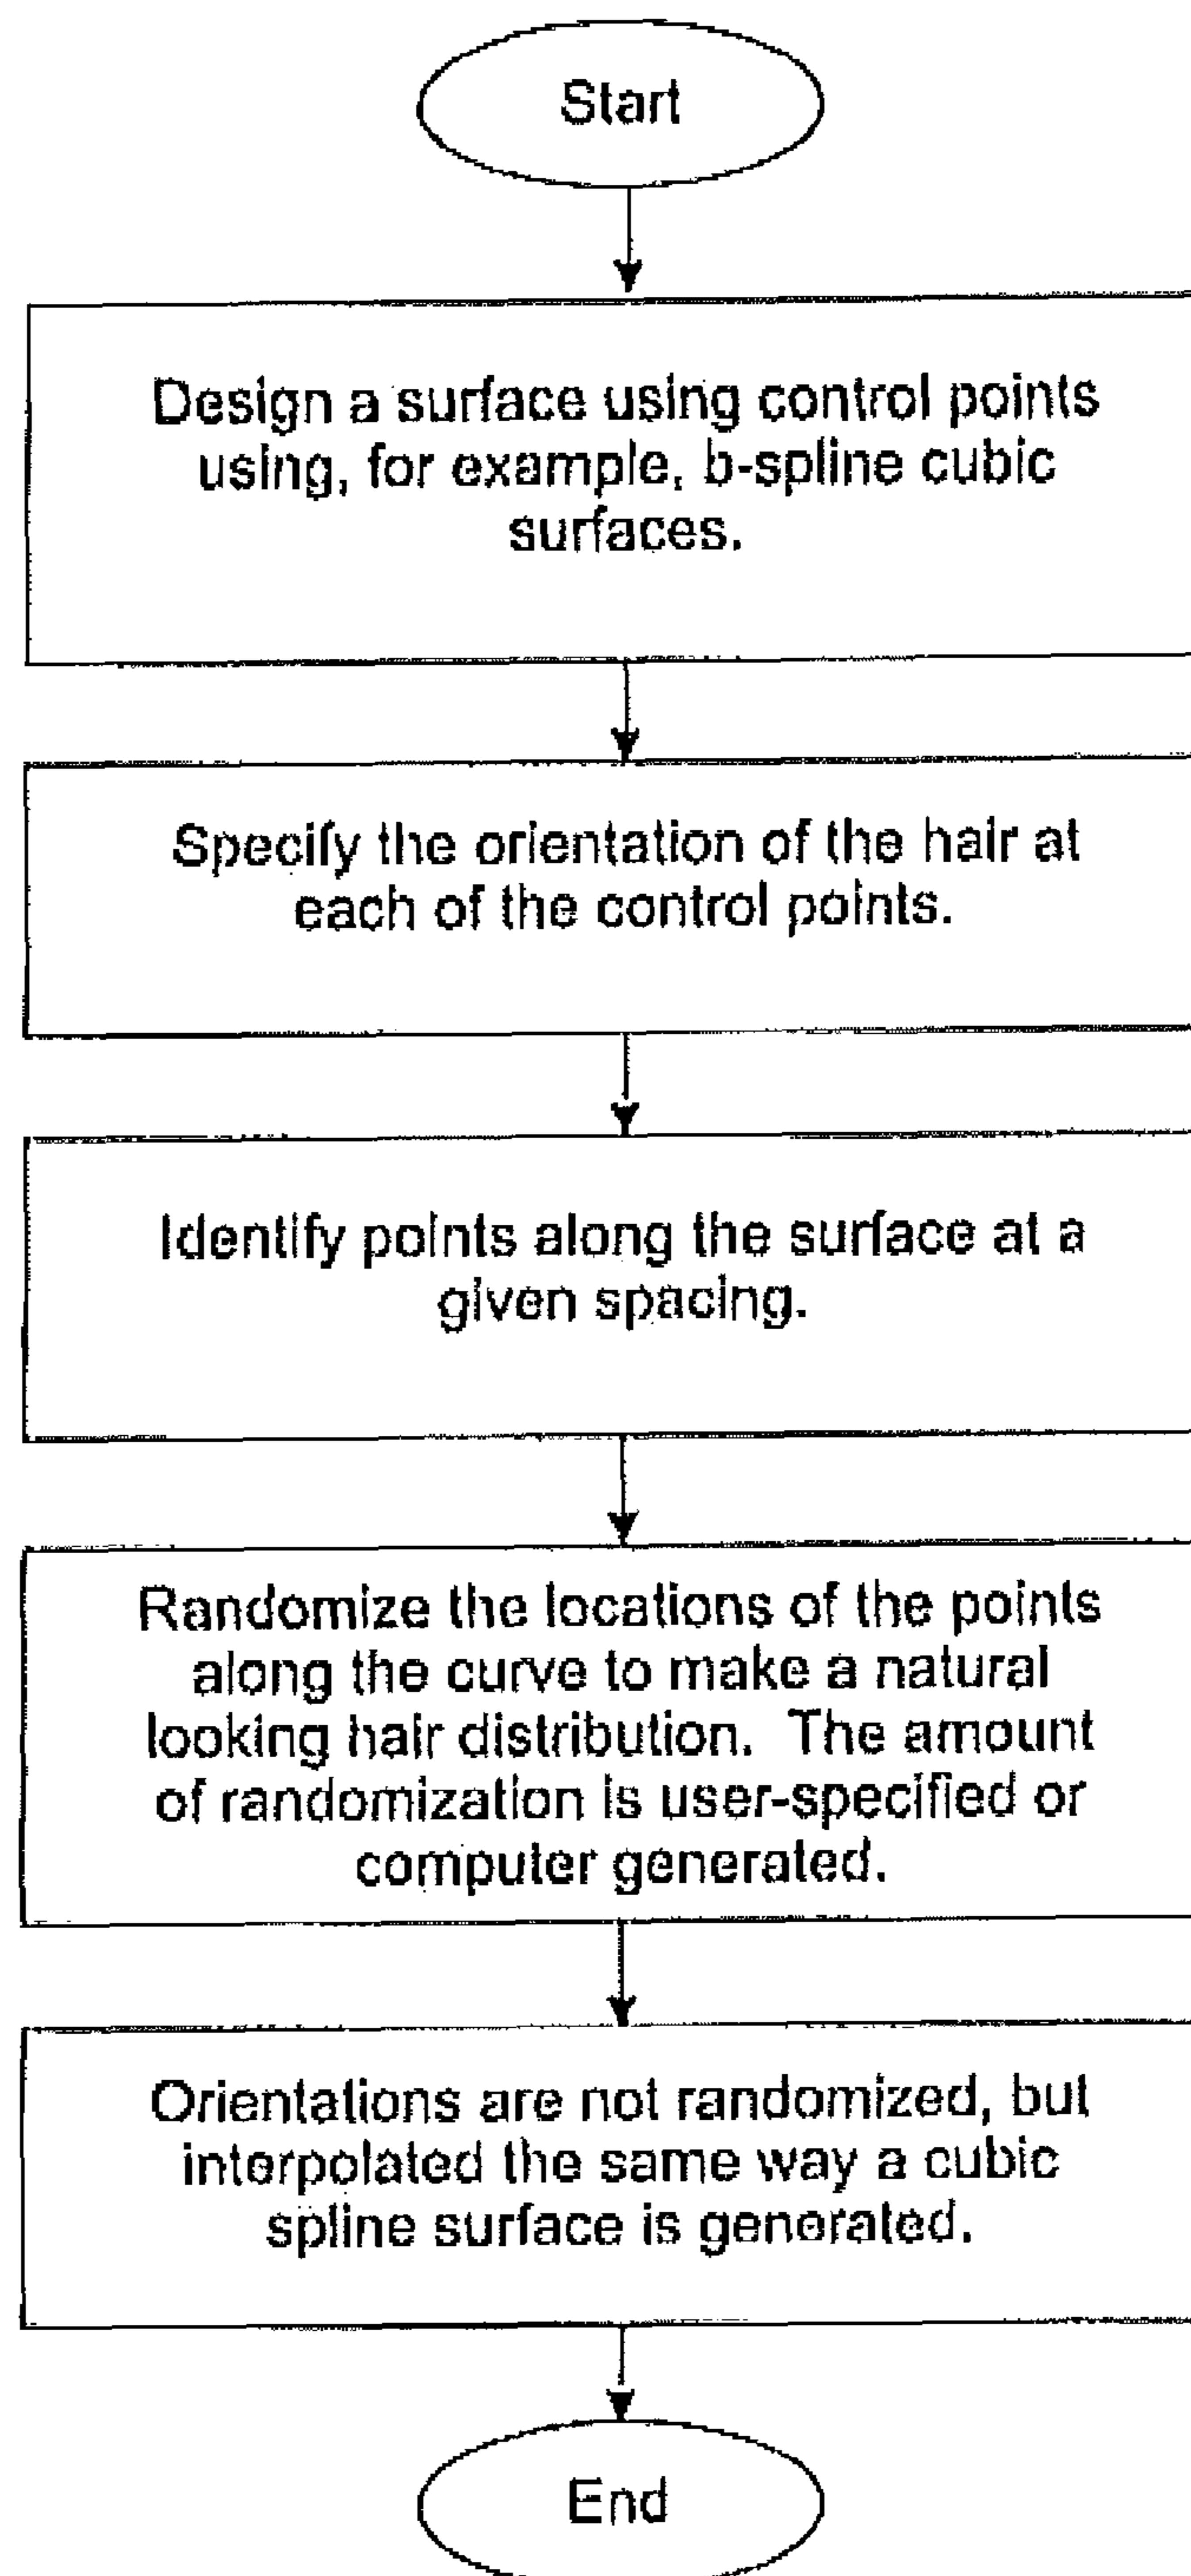 Start
Design a surface using control points
using, for example, b-spline cubic
surfaces.
Specify the orientation of the hair at
each of the control points.
Identify points along the surface at a
given spacing.
Randomize the locations of the points
along the curve to make a natural
looking hair distribution. The amount
of randomization is user-specified or
computer generated.
Orientations are not randomized, but
interpolated the same way a cubic
spline surface is generated.
End